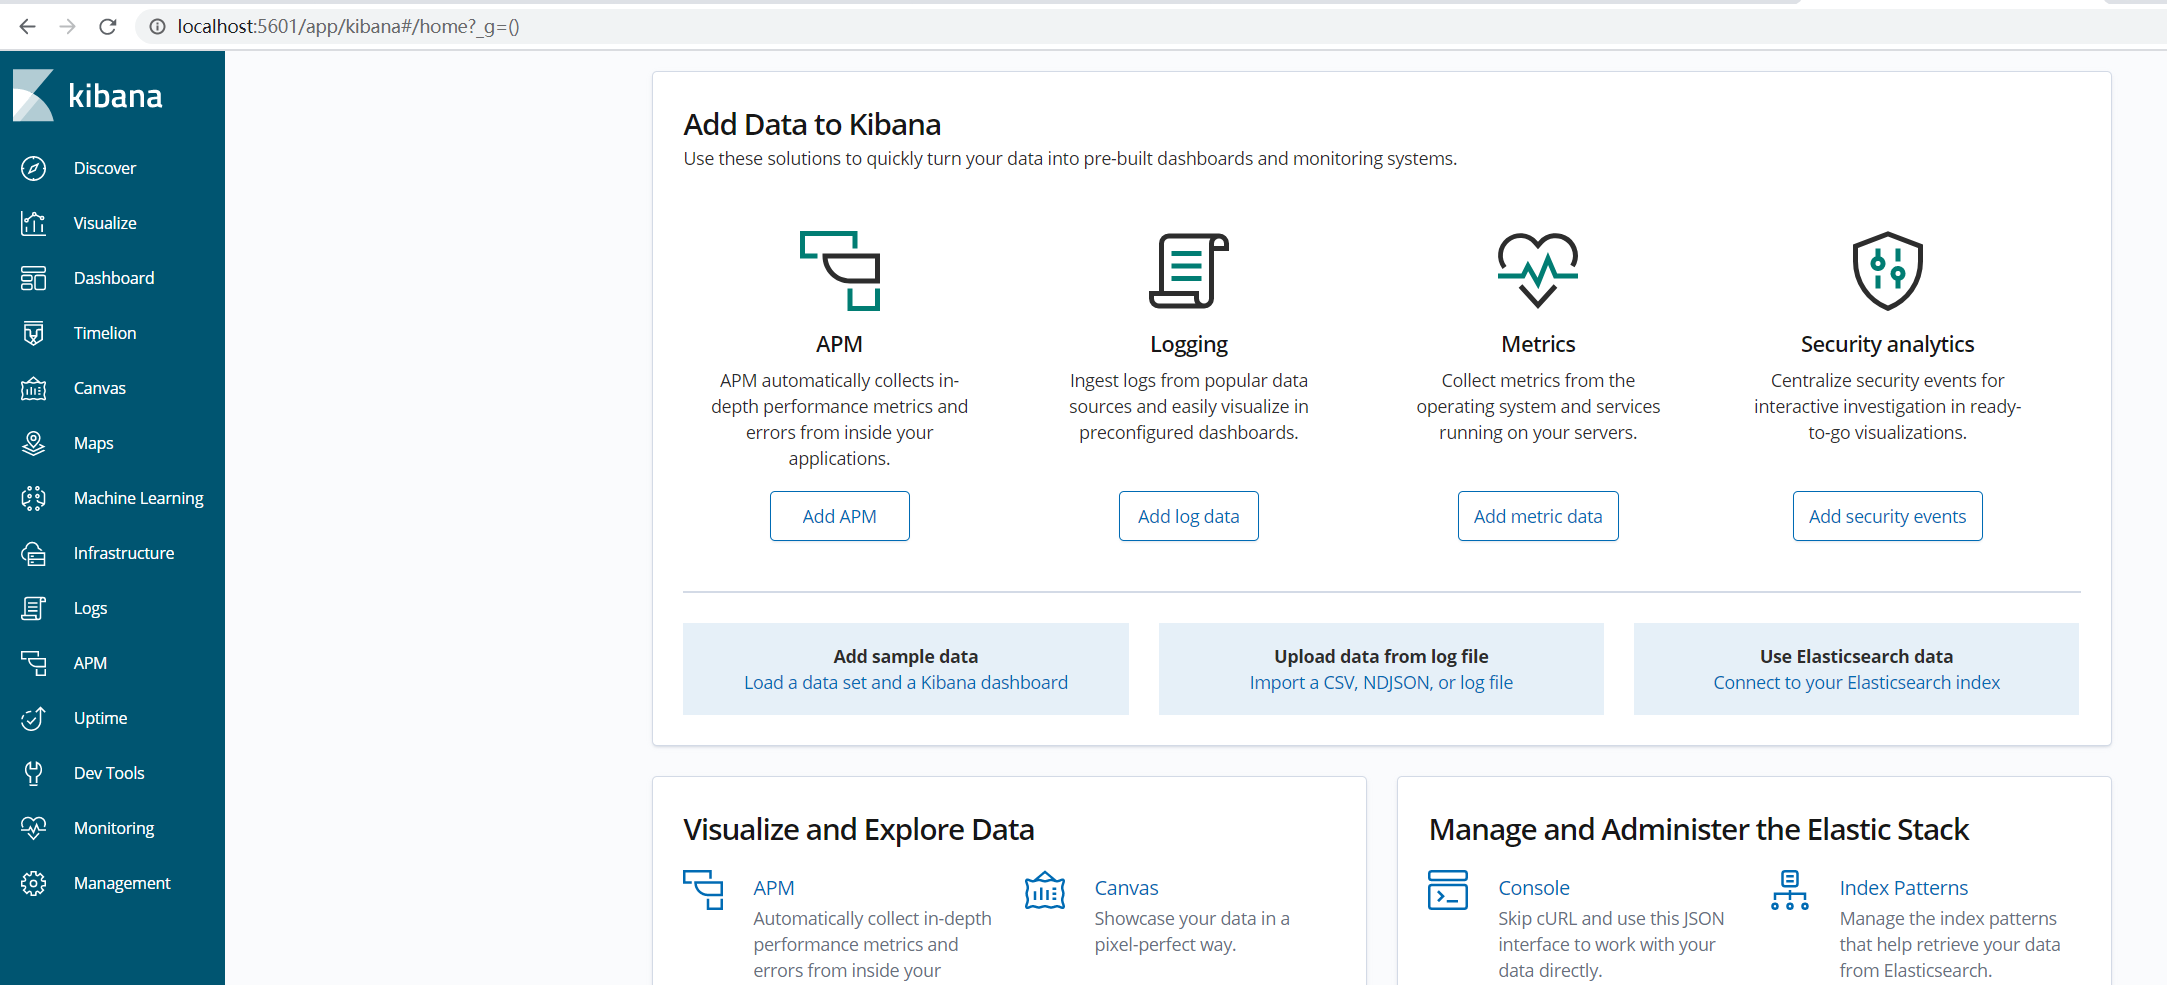 localhost:5601/app/kibana#/home?_g=()
kibana
Discover
Visualize
Dashboard
Timelion
Canvas
Maps
Machine Learning
Infrastructure
Logs
APM
Uptime
Dev Tools
Monitoring
Management
Add Data to Kibana
Use these solutions to quickly turn your data into pre-built dashboards and monitoring systems.
APM
APM automatically collects in-
depth performance metrics and
errors from inside your
applications.
Add APM
Logging
Ingest logs from popular data
sources and easily visualize in
preconfigured dashboards.
Add log data
Metrics
Collect metrics from the
operating system and services
running on your servers.
Add metric data
Security analytics
Centralize security events for
interactive investigation in ready-
to-go visualizations.
Add security events
Add sample data
Load a data set and a Kibana dashboard
Upload data from log file
Import a CSV, NDJSON, or log file
Use Elasticsearch data
Connect to your Elasticsearch index
Visualize and Explore Data
APM
Automatically collect in-depth
performance metrics and
errors from inside your
Canvas
Showcase your data in a
pixel-perfect way.
Manage and Administer the Elastic Stack
Console
Skip cURL and use this JSON
interface to work with your
data directly.
Index Patterns
Manage the index patterns
that help retrieve your data
from Elasticsearch.